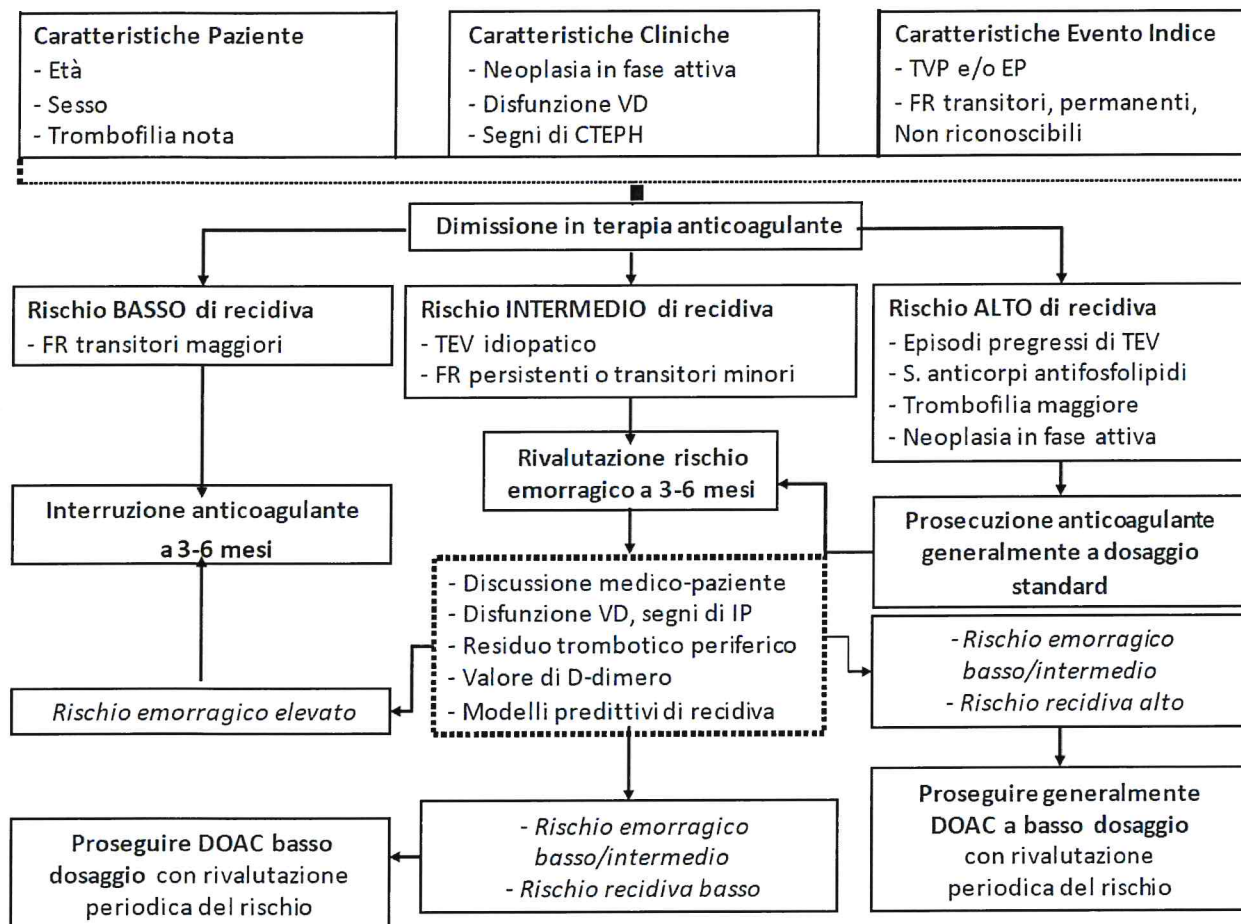 Caratteristiche Paziente
- Età
- Sesso
- Trombofilia nota
Caratteristiche Cliniche
- Neoplasia in fase attiva
- Disfunzione VD
- Segni di CTEPH
Caratteristiche Evento Indice
- TVP e/o EP
- FR transitori, permanenti,
Non riconoscibili
Dimissione in terapia anticoagulante
Rischio BASSO di recidiva
- FR transitori maggiori
Rischio INTERMEDIO di recidiva
- TEV idiopatico
- FR persistenti o transitori minori
Rischio ALTO di recidiva
- Episodi pregressi di TEV
- S. anticorpi antifosfolipidi
- Trombofilia maggiore
- Neoplasia in fase attiva
Rivalutazione rischio
emorragico a 3-6 mesi
Interruzione anticoagulante
a 3-6 mesi
Prosecuzione anticoagulante
generalmente a dosaggio
standard
- Discussione medico-paziente
- Disfunzione VD, segni di IP
- Residuo trombotico periferico
- Valore di D-dimero
- Modelli predittivi di recidiva
Rischio emorragico elevato
- Rischio emorragico
basso/intermedio
- Rischio recidiva alto
Proseguire DOAC basso
dosaggio con rivalutazione
periodica del rischio
- Rischio emorragico
basso/intermedio
- Rischio recidiva basso
Proseguire generalmente
DOAC a basso dosaggio
con rivalutazione
periodica del rischio